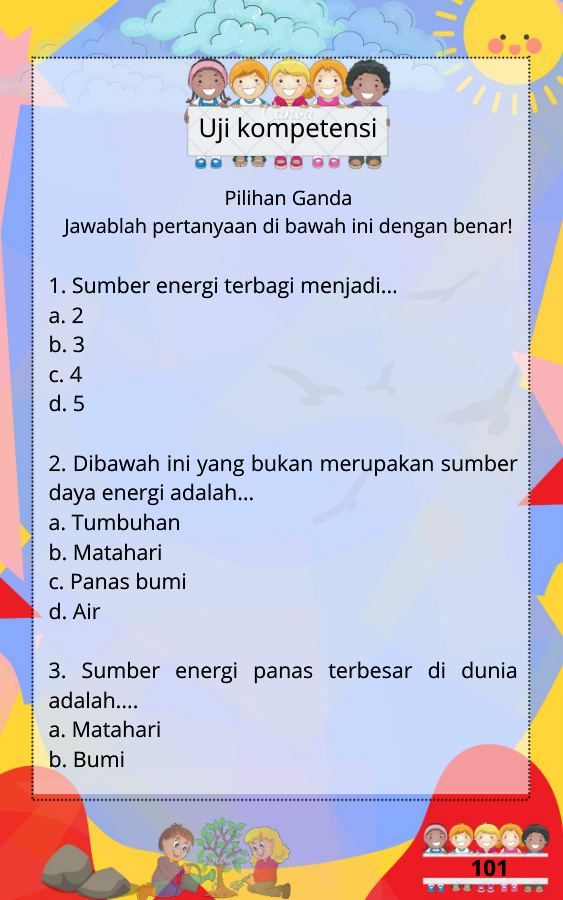 Uji kompetensi
Pilihan Ganda
Jawablah pertanyaan di bawah ini dengan benar!
1. Sumber energi terbagi menjadi...
a. 2
b. 3
c. 4
d. 5
2. Dibawah ini yang bukan merupakan sumber
daya energi adalah...
a. Tumbuhan
b. Matahari
c. Panas bumi
d. Air
3. Sumber energi panas terbesar di dunia
adalah....
a. Matahari
b. Bumi
101